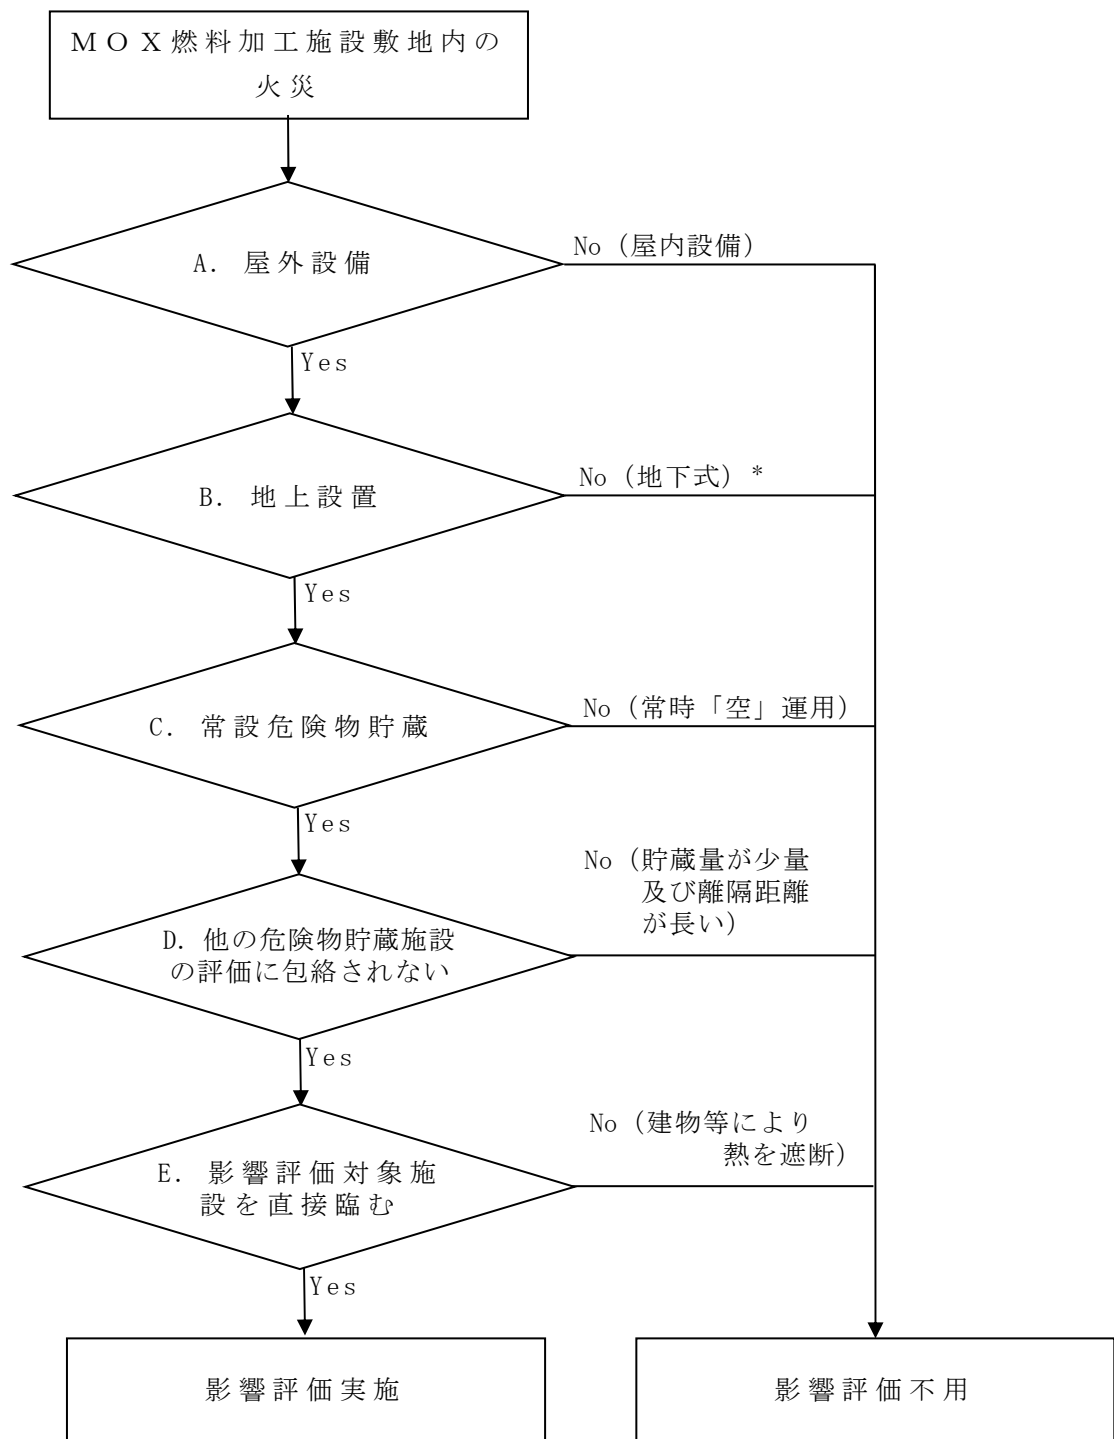 MOX燃料加工施設敷地内の
火災
A. 屋外設備
No（屋内設備）
Yes
B. 地上設置
No（地下式）*
Yes
C. 常設危険物貯蔵
No（常時「空」運用）
Yes
D. 他の危険物貯蔵施設
の評価に包絡されない
No（貯蔵量が少量
及び離隔距離
が長い）
Yes
E. 影響評価対象施
設を直接臨む
No（建物等により
熱を遮断）
Yes
影響評価実施
影響評価不用